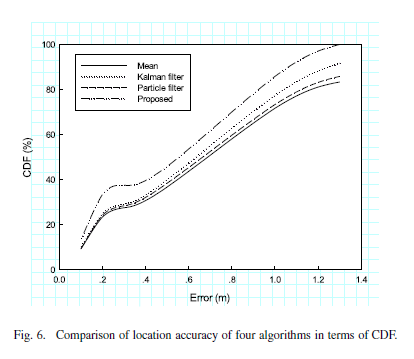 100
80
60
40
20
0
CDF (%)
Mean
Kalman filter
Particle filter
Proposed
0.0 .2 .4 .6 .8 1.0 1.2 1.4
Error (m)
Fig. 6. Comparison of location accuracy of four algorithms in terms of CDF.